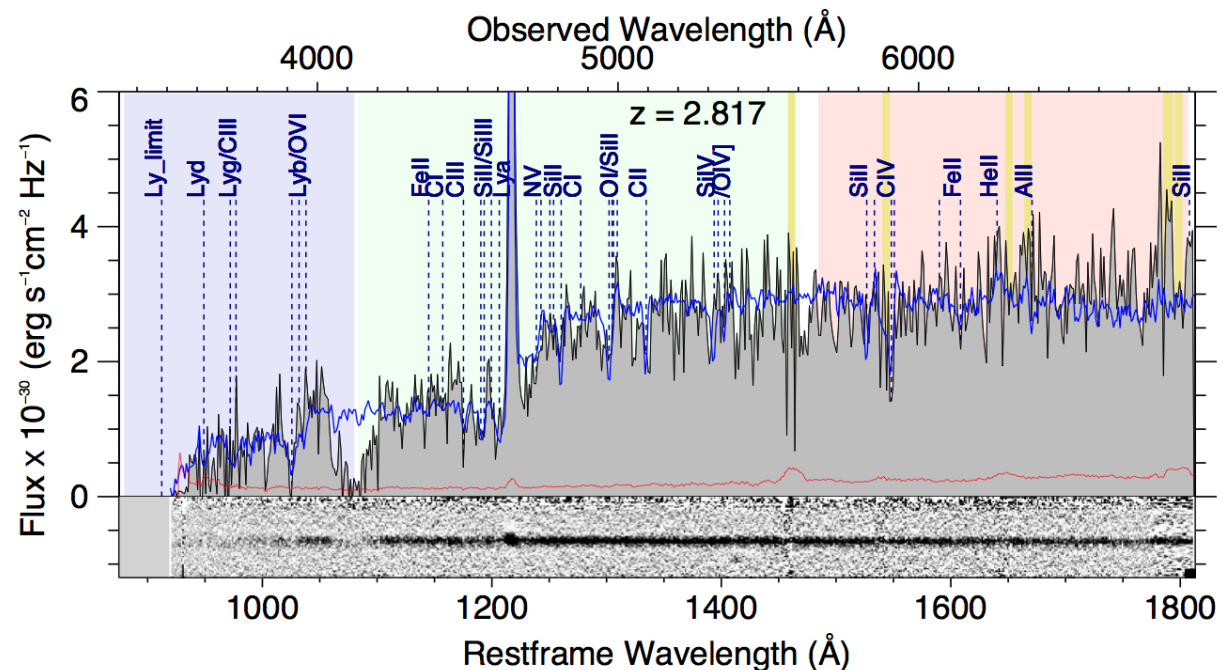 Observed Wavelength (Å)
4000 5000 6000
z = 2.817
Ly_limit
Lyd
Lyg/CIII
Lyb/OVI
FeII
CI
CIII
SiII/SiIII
Lya
NV
SiII
CI
OI/SiII
CII
SiIV
/OIV]
SiII
CIV
FeII
HeII
AlII
SiII
6
4
2
0
Flux x 10⁻³⁰ (erg s⁻¹cm⁻² Hz⁻¹)
1000 1200 1400 1600 1800
Restframe Wavelength (Å)